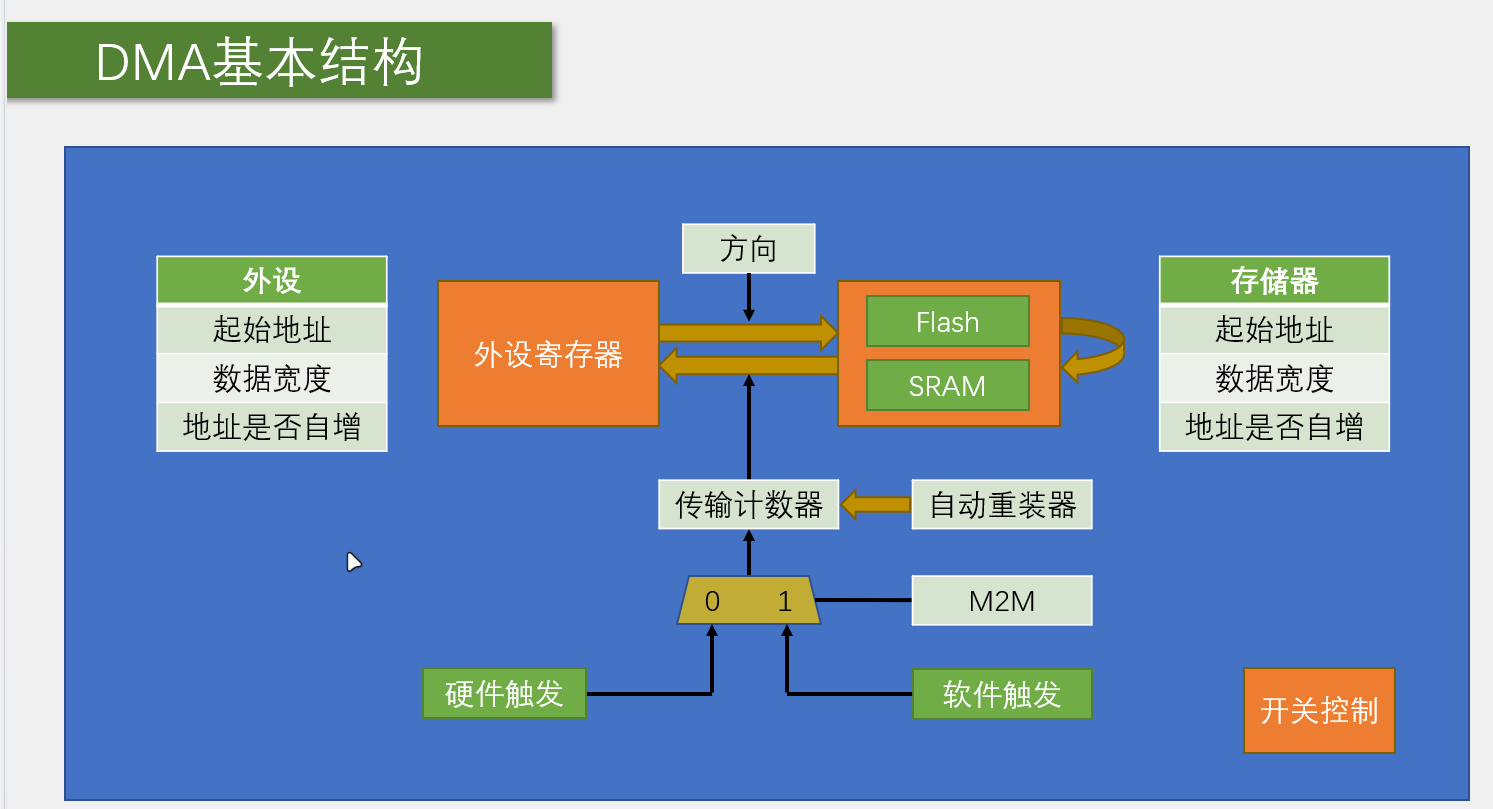 DMA基本结构
方向
外设
起始地址
数据宽度
地址是否自增
外设寄存器
Flash
SRAM
存储器
起始地址
数据宽度
地址是否自增
传输计数器
自动重装器
0
1
M2M
硬件触发
软件触发
开关控制